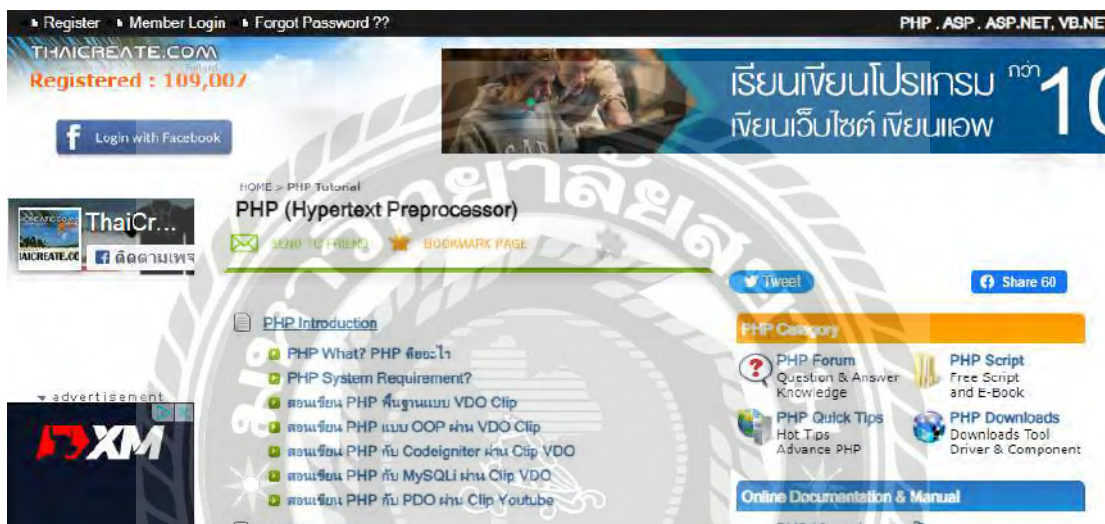 Register Member Login Forgot Password ??
PHP . ASP . ASP.NET, VB.NE
THAICREATE.COM
Registered : 109,007
Login with Facebook
เรียนเขียนโปรแกรม กว่า 10
เขียนเว็บไซต์ เขียนแอพ
HOME > PHP Tutorial
PHP (Hypertext Preprocessor)
SEND TO FRIEND BOOKMARK PAGE
ThaiCr...
THAICREATE.CO
ติดตามเพจ
Tweet
Share 60
PHP Introduction
PHP What? PHP คืออะไร
PHP System Requirement?
สอนเขียน PHP พื้นฐานแบบ VDO Clip
สอนเขียน PHP แบบ OOP ผ่าน VDO Clip
สอนเขียน PHP กับ Codeigniter ผ่าน Clip VDO
สอนเขียน PHP กับ MySQLi ผ่าน Clip VDO
สอนเขียน PHP กับ PDO ผ่าน Clip Youtube
advertisement
XM
PHP Category
PHP Forum
Question & Answer
Knowledge
PHP Script
Free Script
and E-Book
PHP Quick Tips
Hot Tips
Advance PHP
PHP Downloads
Downloads Tool
Driver & Component
Online Documentation & Manual